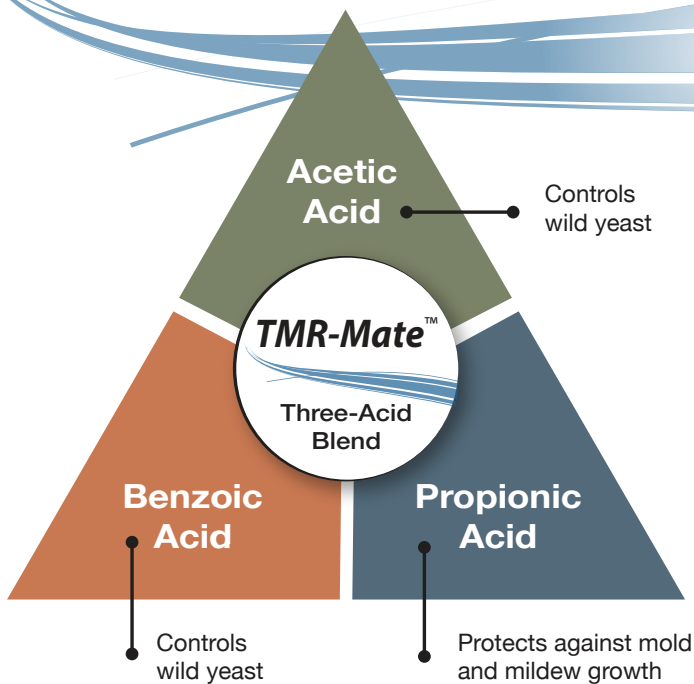 Acetic
Acid
Controls
wild yeast
TMR-Mate™
Three-Acid
Blend
Benzoic
Acid
Propionic
Acid
Controls
wild yeast
Protects against mold
and mildew growth